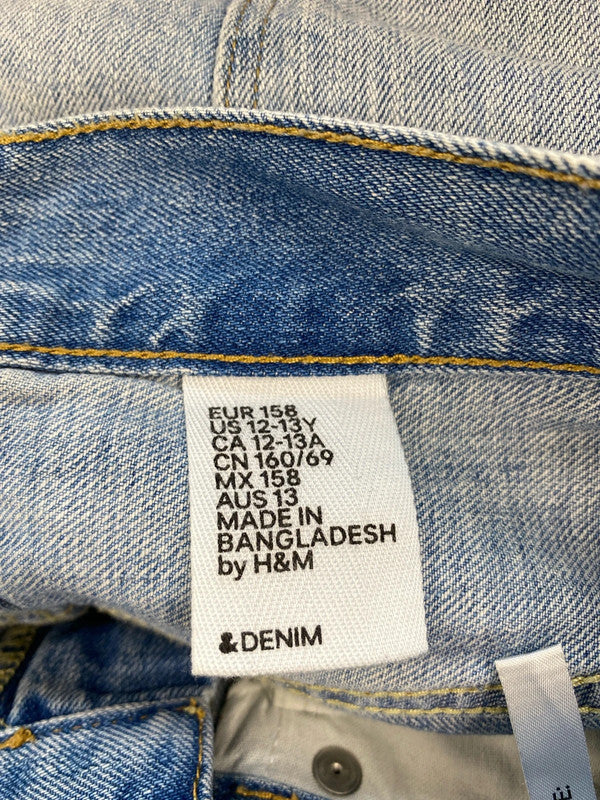 EUR 158
US 12-13Y
CA 12-13A
CN 160/69
MX 158
AUS 13
MADE IN
BANGLADESH
by H&M
&DENIM